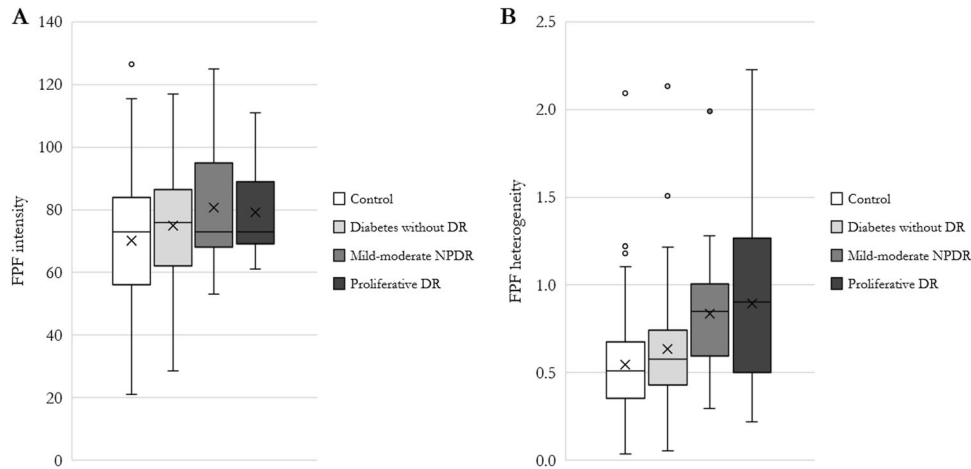 A
FPF intensity
140
120
100
80
60
40
20
0
Control
Diabetes without DR
Mild-moderate NPDR
Proliferative DR
B
FPF heterogeneity
2.5
2.0
1.5
1.0
0.5
0.0
Control
Diabetes without DR
Mild-moderate NPDR
Proliferative DR